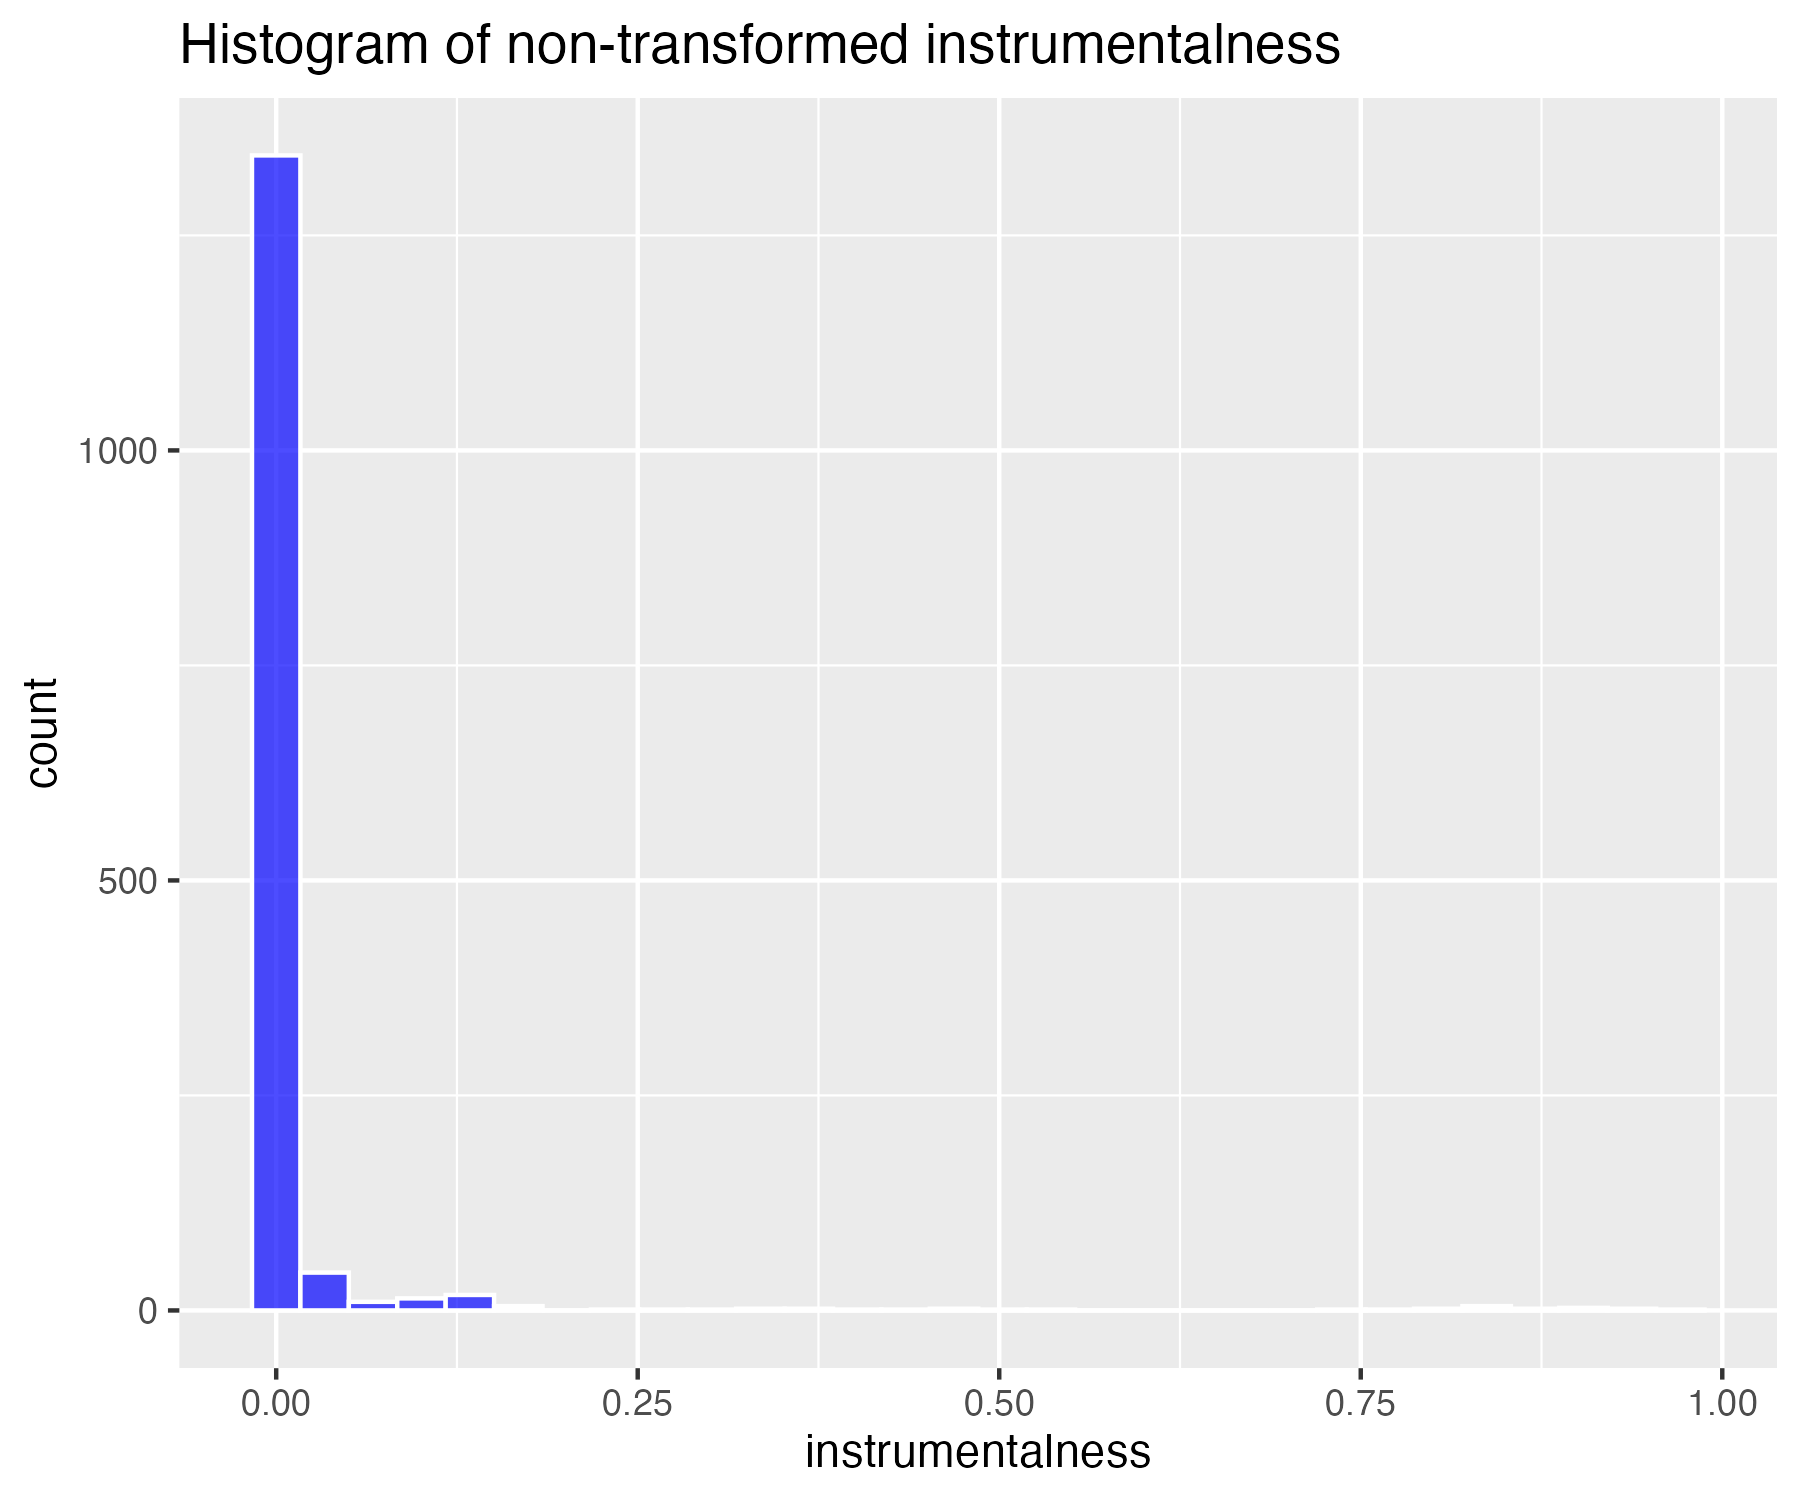 Histogram of non-transformed instrumentalness
count
1000
500
0
0.00 0.25 0.50 0.75 1.00
instrumentalness